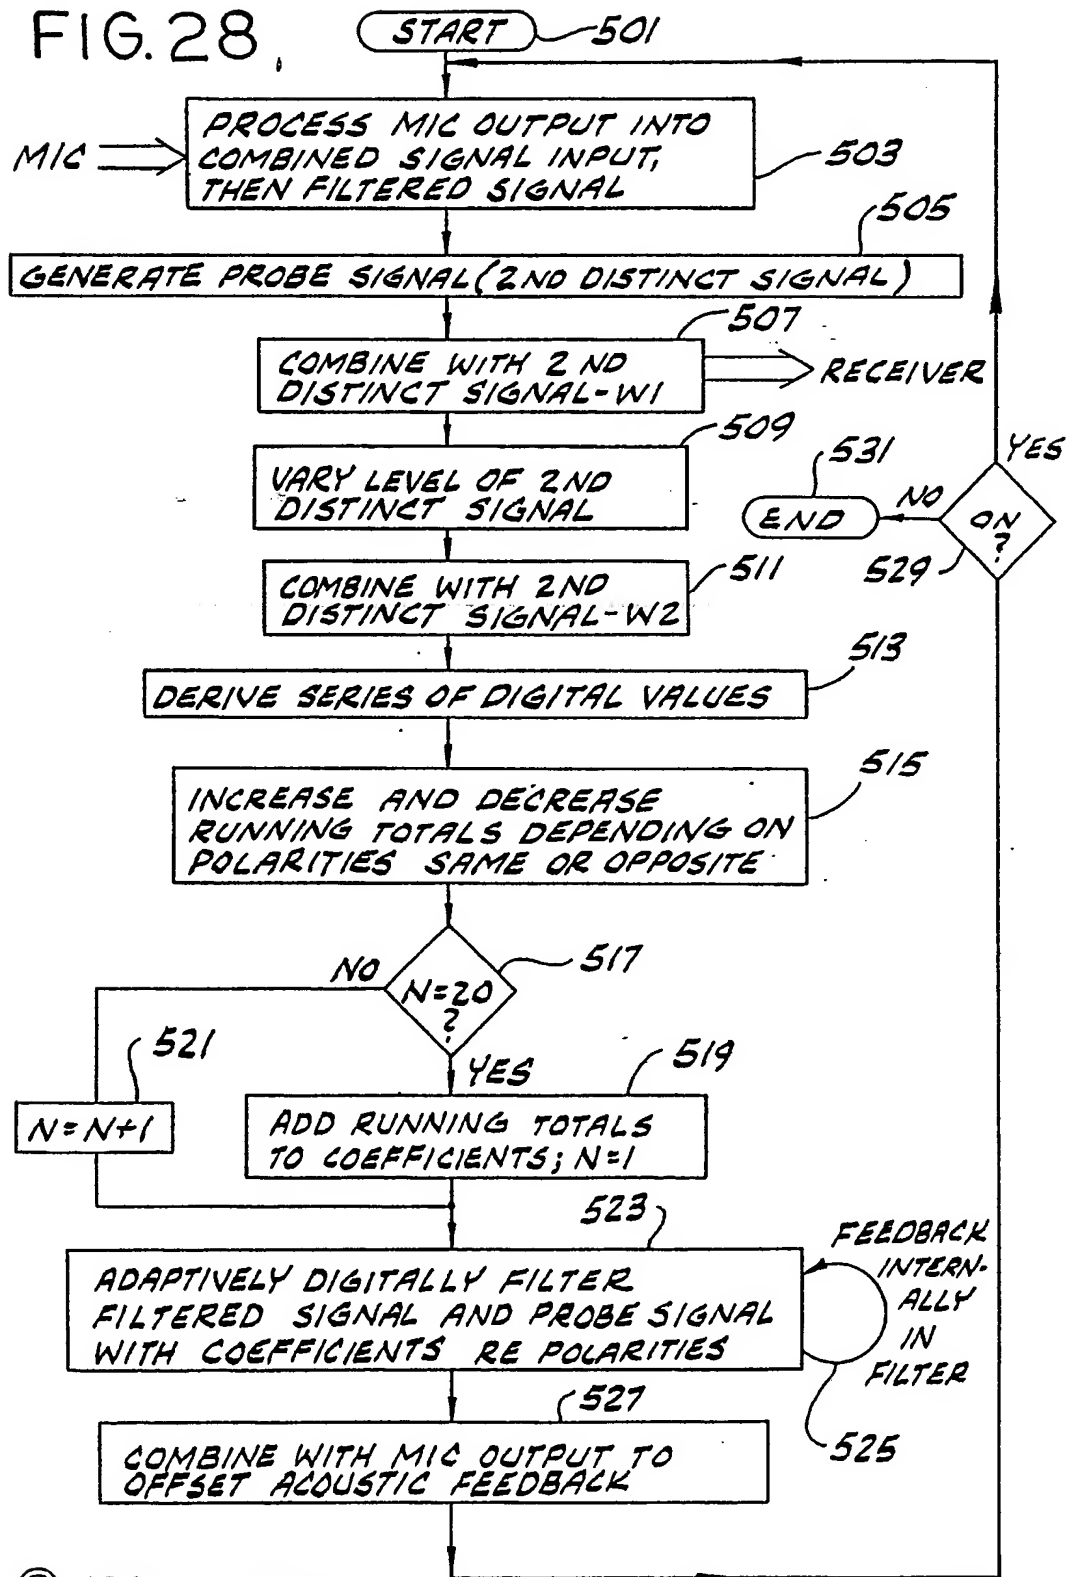 FIG. 28
START
501
MIC
PROCESS MIC OUTPUT INTO
COMBINED SIGNAL INPUT,
THEN FILTERED SIGNAL
503
505
GENERATE PROBE SIGNAL (2ND DISTINCT SIGNAL)
507
COMBINE WITH 2ND
DISTINCT SIGNAL-W1
RECEIVER
509
VARY LEVEL OF 2ND
DISTINCT SIGNAL
531
END
NO
YES
ON
?
529
511
COMBINE WITH 2ND
DISTINCT SIGNAL-W2
513
DERIVE SERIES OF DIGITAL VALUES
515
INCREASE AND DECREASE
RUNNING TOTALS DEPENDING ON
POLARITIES SAME OR OPPOSITE
517
NO
N=20
?
YES
521
N=N+1
519
ADD RUNNING TOTALS
TO COEFFICIENTS; N=1
523
ADAPTIVELY DIGITALLY FILTER
FILTERED SIGNAL AND PROBE SIGNAL
WITH COEFFICIENTS RE POLARITIES
FEEDBACK
INTERN-
ALLY
IN
FILTER
525
527
COMBINE WITH MIC OUTPUT TO
OFFSET ACOUSTIC FEEDBACK